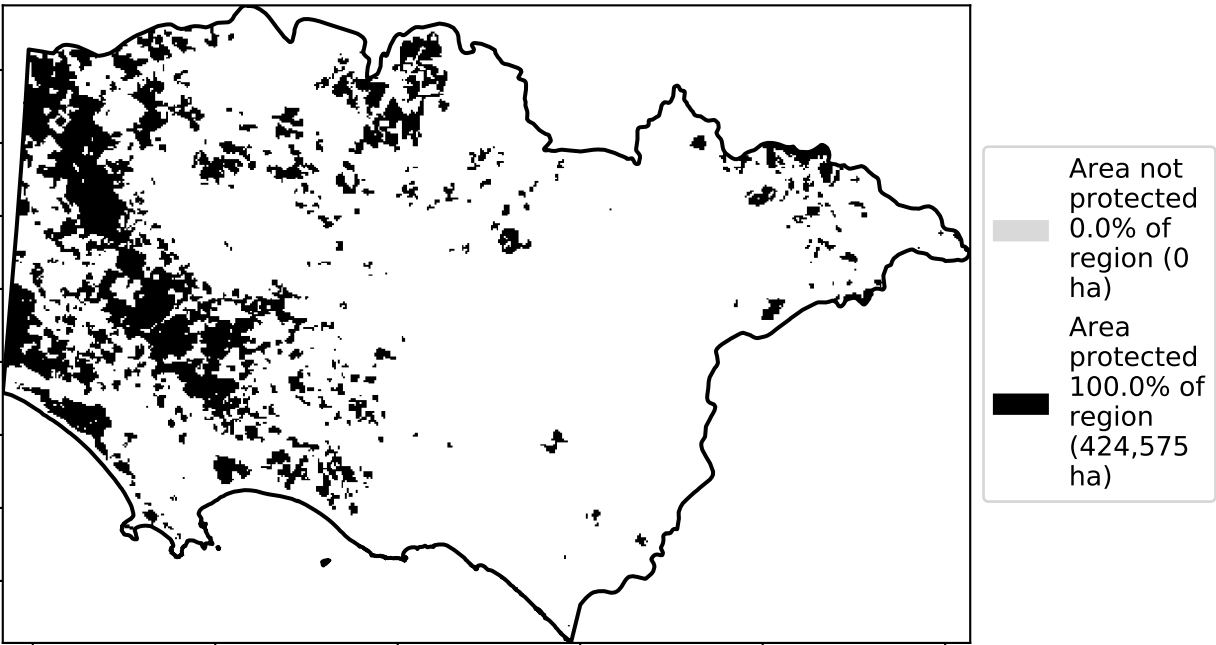 Area not
protected
0.0% of
region (0
ha)
Area
protected
100.0% of
region
(424,575
ha)